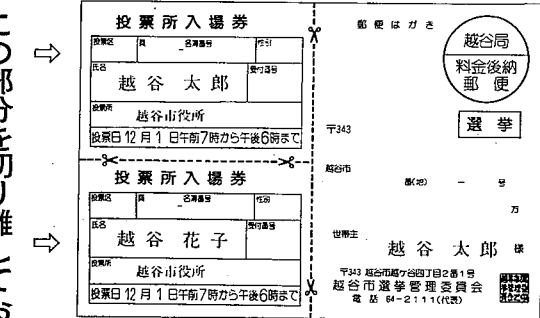 この部分を切り離してお
投票所入場券
投票区 頁 － 名簿番号 性別
氏名 受付番号
越谷 太郎
投票所
越谷市役所
投票日12月1日午前7時から午後6時まで
投票所入場券
投票区 頁 － 名簿番号 性別
氏名 受付番号
越谷 花子
投票所
越谷市役所
投票日12月1日午前7時から午後6時まで
郵便はがき
越谷局
料金後納
郵便
選挙
〒343
越谷市
番(地) － 号
方
世帯主
越谷 太郎 様
〒343 越谷市越ケ谷四丁目2番1号
越谷市選挙管理委員会
電話 64-2111(代表)